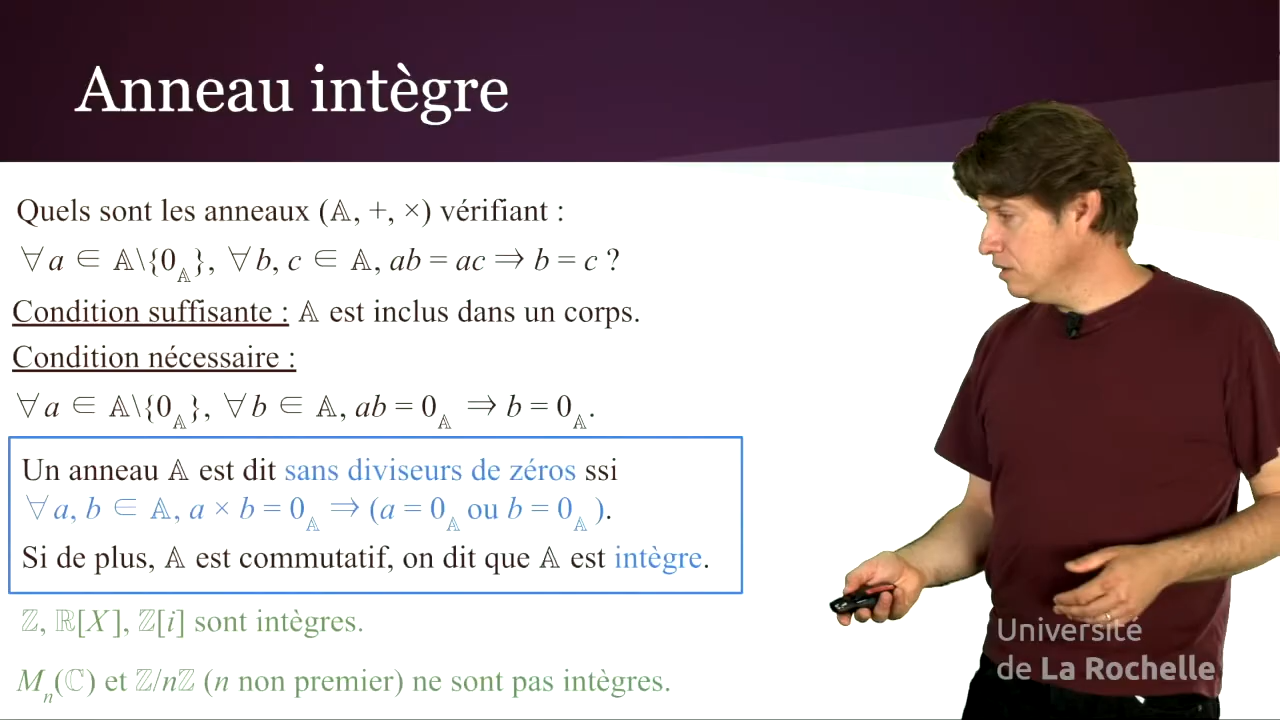 Anneau intègre
Quels sont les anneaux (𝔸, +, ×) vérifiant :
∀a ∈ 𝔸\{0_𝔸}, ∀b, c ∈ 𝔸, ab = ac ⇒ b = c ?
Condition suffisante : 𝔸 est inclus dans un corps.
Condition nécessaire :
∀a ∈ 𝔸\{0_𝔸}, ∀b ∈ 𝔸, ab = 0_𝔸 ⇒ b = 0_𝔸.
Un anneau 𝔸 est dit sans diviseurs de zéros ssi
∀a, b ∈ 𝔸, a × b = 0_𝔸 ⇒ (a = 0_𝔸 ou b = 0_𝔸 ).
Si de plus, 𝔸 est commutatif, on dit que 𝔸 est intègre.
ℤ, ℝ[X], ℤ[i] sont intègres.
M_n(ℂ) et ℤ/nℤ (n non premier) ne sont pas intègres.
Université
de La Rochelle